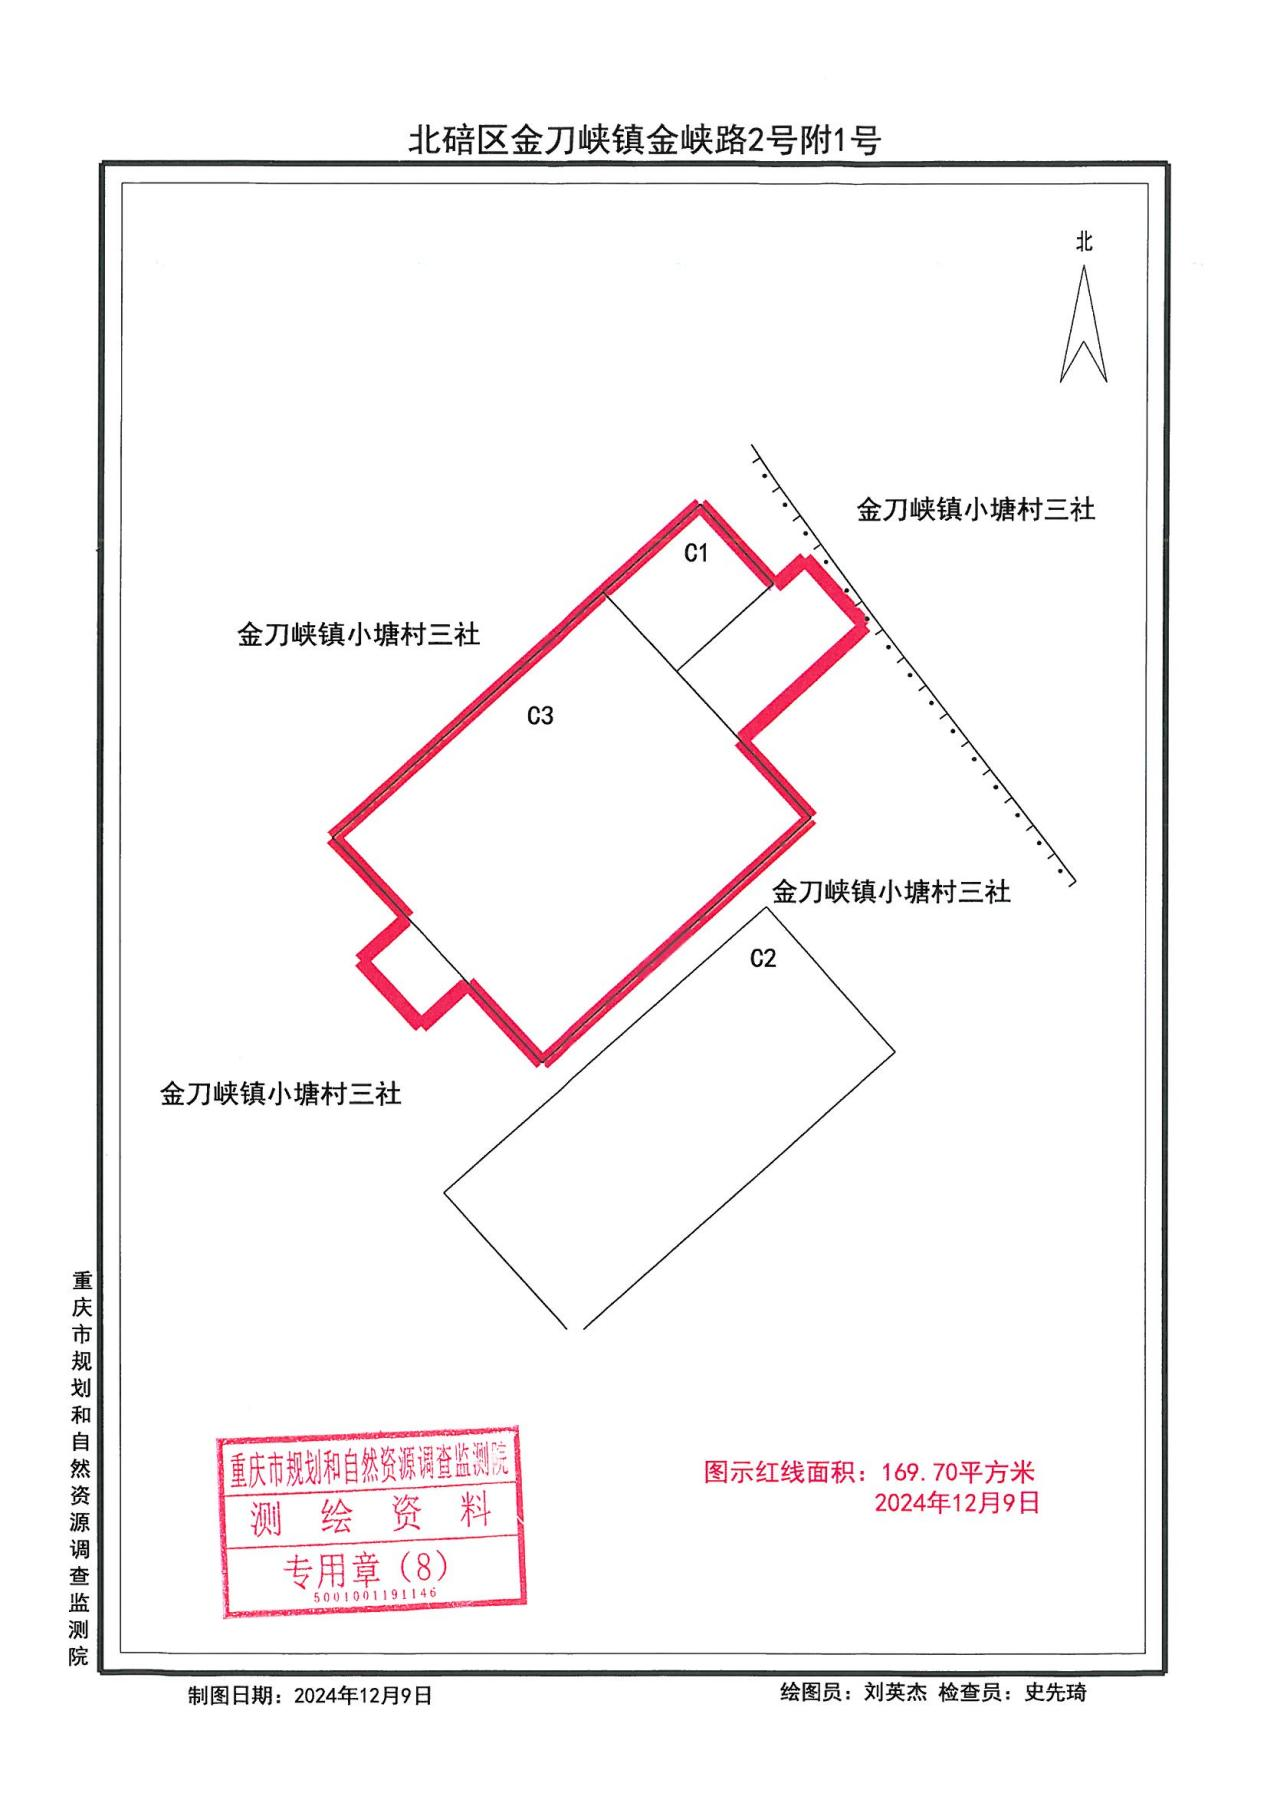 北碚区金刀峡镇金峡路2号附1号
北
金刀峡镇小塘村三社
C1
金刀峡镇小塘村三社
C3
金刀峡镇小塘村三社
C2
金刀峡镇小塘村三社
重庆市规划和自然资源调查监测院
重庆市规划和自然资源调查监测院
测绘资料
专用章(8)
5001001191146
图示红线面积：169.70平方米
2024年12月9日
制图日期：2024年12月9日
绘图员：刘英杰 检查员：史先琦